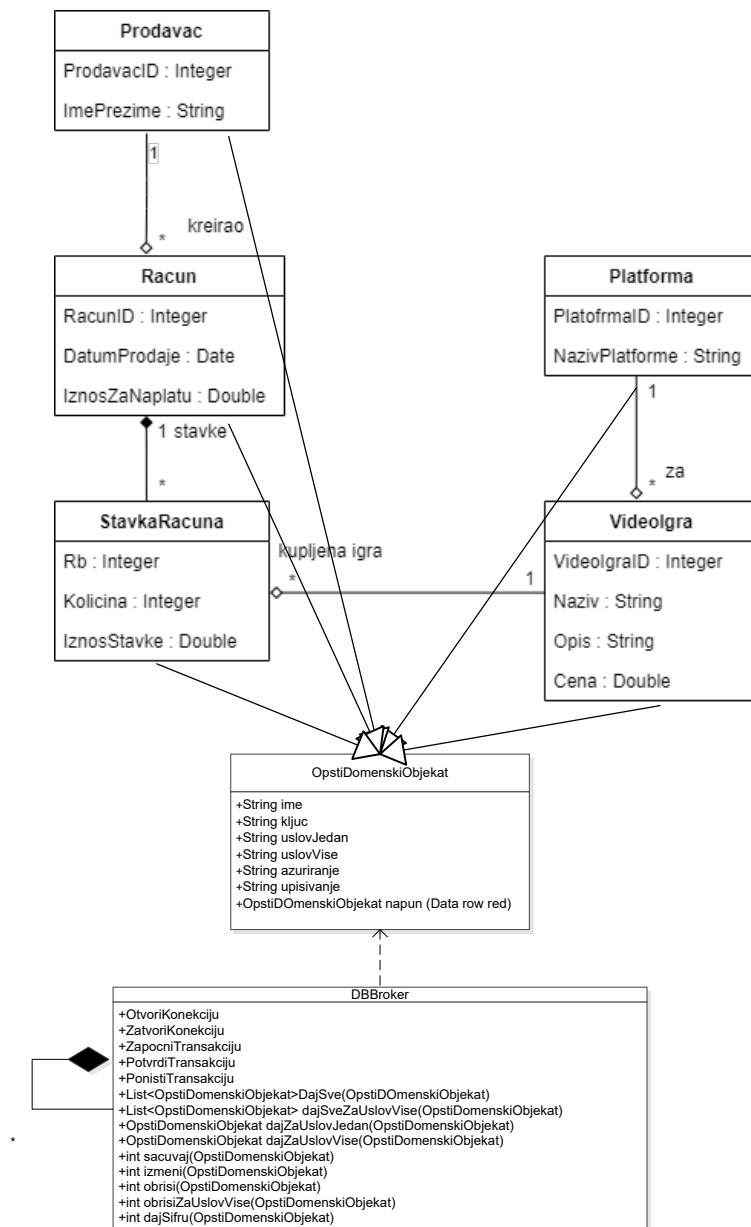 Prodavac
ProdavacID : Integer
ImePrezime : String
1
*
kreirao
Racun
RacunID : Integer
DatumProdaje : Date
IznosZaNaplatu : Double
Platforma
PlatofrmaID : Integer
NazivPlatforme : String
1 stavke
*
1
*
za
StavkaRacuna
Rb : Integer
Kolicina : Integer
IznosStavke : Double
kupljena igra
*
1
VideoIgra
VideoIgraID : Integer
Naziv : String
Opis : String
Cena : Double
OpstiDomenskiObjekat
+String ime
+String kljuc
+String uslovJedan
+String uslovVise
+String azuriranje
+String upisivanje
+OpstiDOmenskiObjekat napun (Data row red)
DBBroker
+OtvoriKonekciju
+ZatvoriKonekciju
+ZapocniTransakciju
+PotvrdiTransakciju
+PonistiTransakciju
+List<OpstiDomenskiObjekat>DajSve(OpstiDOmenskiObjekat)
+List<OpstiDomenskiObjekat> dajSveZaUslovVise(OpstiDomenskiObjekat)
+OpstiDomenskiObjekat dajZaUslovJedan(OpstiDomenskiObjekat)
+OpstiDomenskiObjekat dajZaUslovVise(OpstiDomenskiObjekat)
+int sacuvaj(OpstiDomenskiObjekat)
+int izmeni(OpstiDomenskiObjekat)
+int obrisi(OpstiDomenskiObjekat)
+int obrisiZaUslovVise(OpstiDomenskiObjekat)
+int dajSifru(OpstiDomenskiObjekat)
*